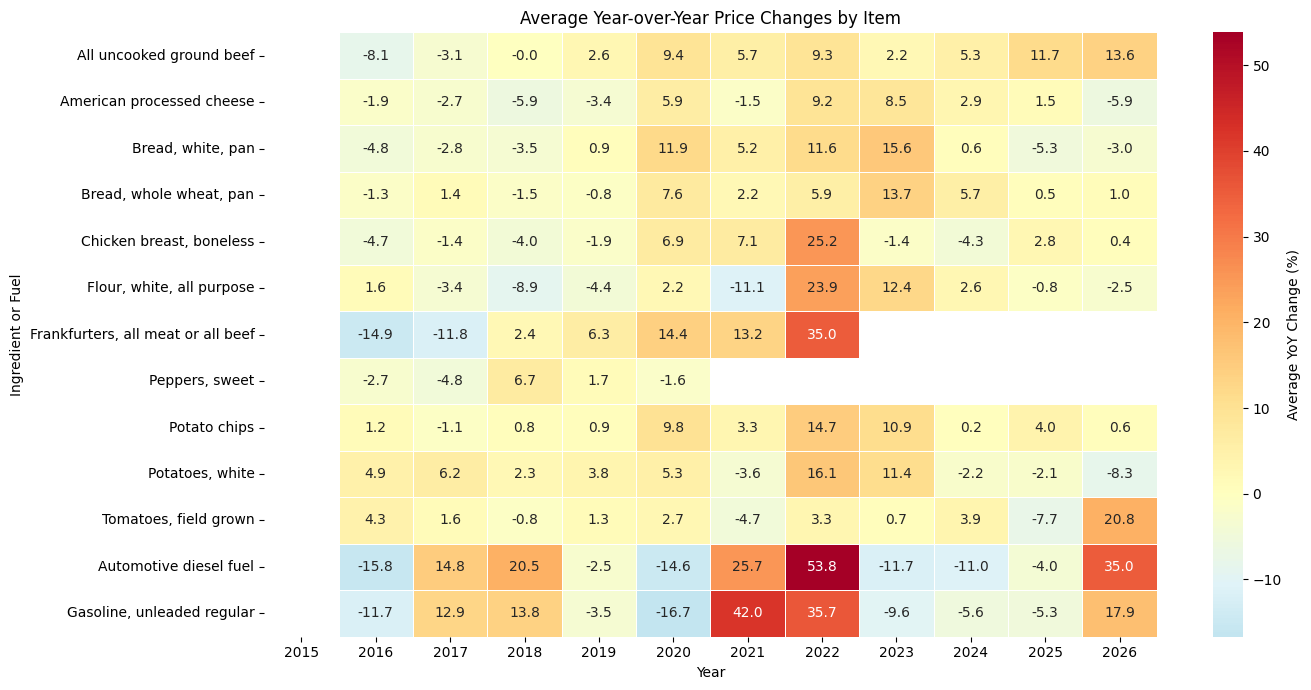 Average Year-over-Year Price Changes by Item
All uncooked ground beef – -8.1 -3.1 -0.0 2.6 9.4 5.7 9.3 2.2 5.3 11.7 13.6
American processed cheese – -1.9 -2.7 -5.9 -3.4 5.9 -1.5 9.2 8.5 2.9 1.5 -5.9
Bread, white, pan – -4.8 -2.8 -3.5 0.9 11.9 5.2 11.6 15.6 0.6 -5.3 -3.0
Bread, whole wheat, pan – -1.3 1.4 -1.5 -0.8 7.6 2.2 5.9 13.7 5.7 0.5 1.0
Chicken breast, boneless – -4.7 -1.4 -4.0 -1.9 6.9 7.1 25.2 -1.4 -4.3 2.8 0.4
Flour, white, all purpose – 1.6 -3.4 -8.9 -4.4 2.2 -11.1 23.9 12.4 2.6 -0.8 -2.5
Frankfurters, all meat or all beef – -14.9 -11.8 2.4 6.3 14.4 13.2 35.0
Peppers, sweet – -2.7 -4.8 6.7 1.7 -1.6
Potato chips – 1.2 -1.1 0.8 0.9 9.8 3.3 14.7 10.9 0.2 4.0 0.6
Potatoes, white – 4.9 6.2 2.3 3.8 5.3 -3.6 16.1 11.4 -2.2 -2.1 -8.3
Tomatoes, field grown – 4.3 1.6 -0.8 1.3 2.7 -4.7 3.3 0.7 3.9 -7.7 20.8
Automotive diesel fuel – -15.8 14.8 20.5 -2.5 -14.6 25.7 53.8 -11.7 -11.0 -4.0 35.0
Gasoline, unleaded regular – -11.7 12.9 13.8 -3.5 -16.7 42.0 35.7 -9.6 -5.6 -5.3 17.9
2015 2016 2017 2018 2019 2020 2021 2022 2023 2024 2025 2026
Year
Ingredient or Fuel
50
40
30
20
10
0
−10
Average YoY Change (%)